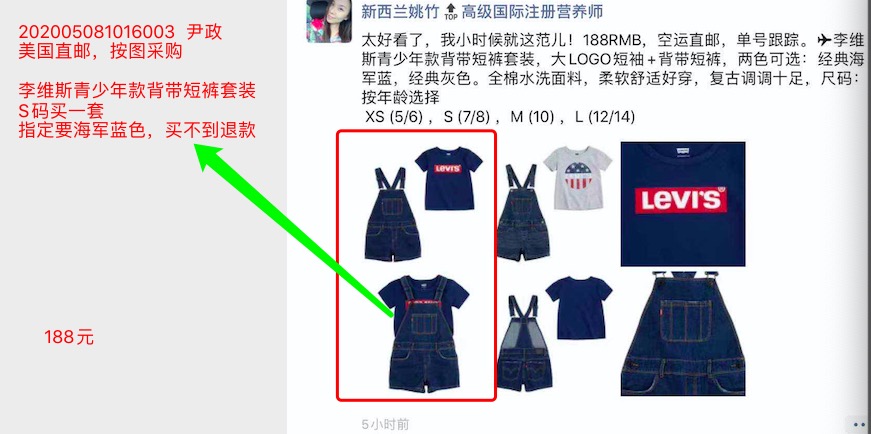 202005081016003 尹政
美国直邮，按图采购
李维斯青少年款背带短裤套装
S码买一套
指定要海军蓝色，买不到退款
188元
新西兰姚竹 TOP 高级国际注册营养师
太好看了，我小时候就这范儿！188RMB，空运直邮，单号跟踪。✈李维
斯青少年款背带短裤套装，大LOGO短袖+背带短裤，两色可选：经典海
军蓝，经典灰色。全棉水洗面料，柔软舒适好穿，复古调调十足，尺码：
按年龄选择
XS (5/6) ，S (7/8) ，M (10) ，L (12/14)
LEVI'S
LEVI'S
5小时前